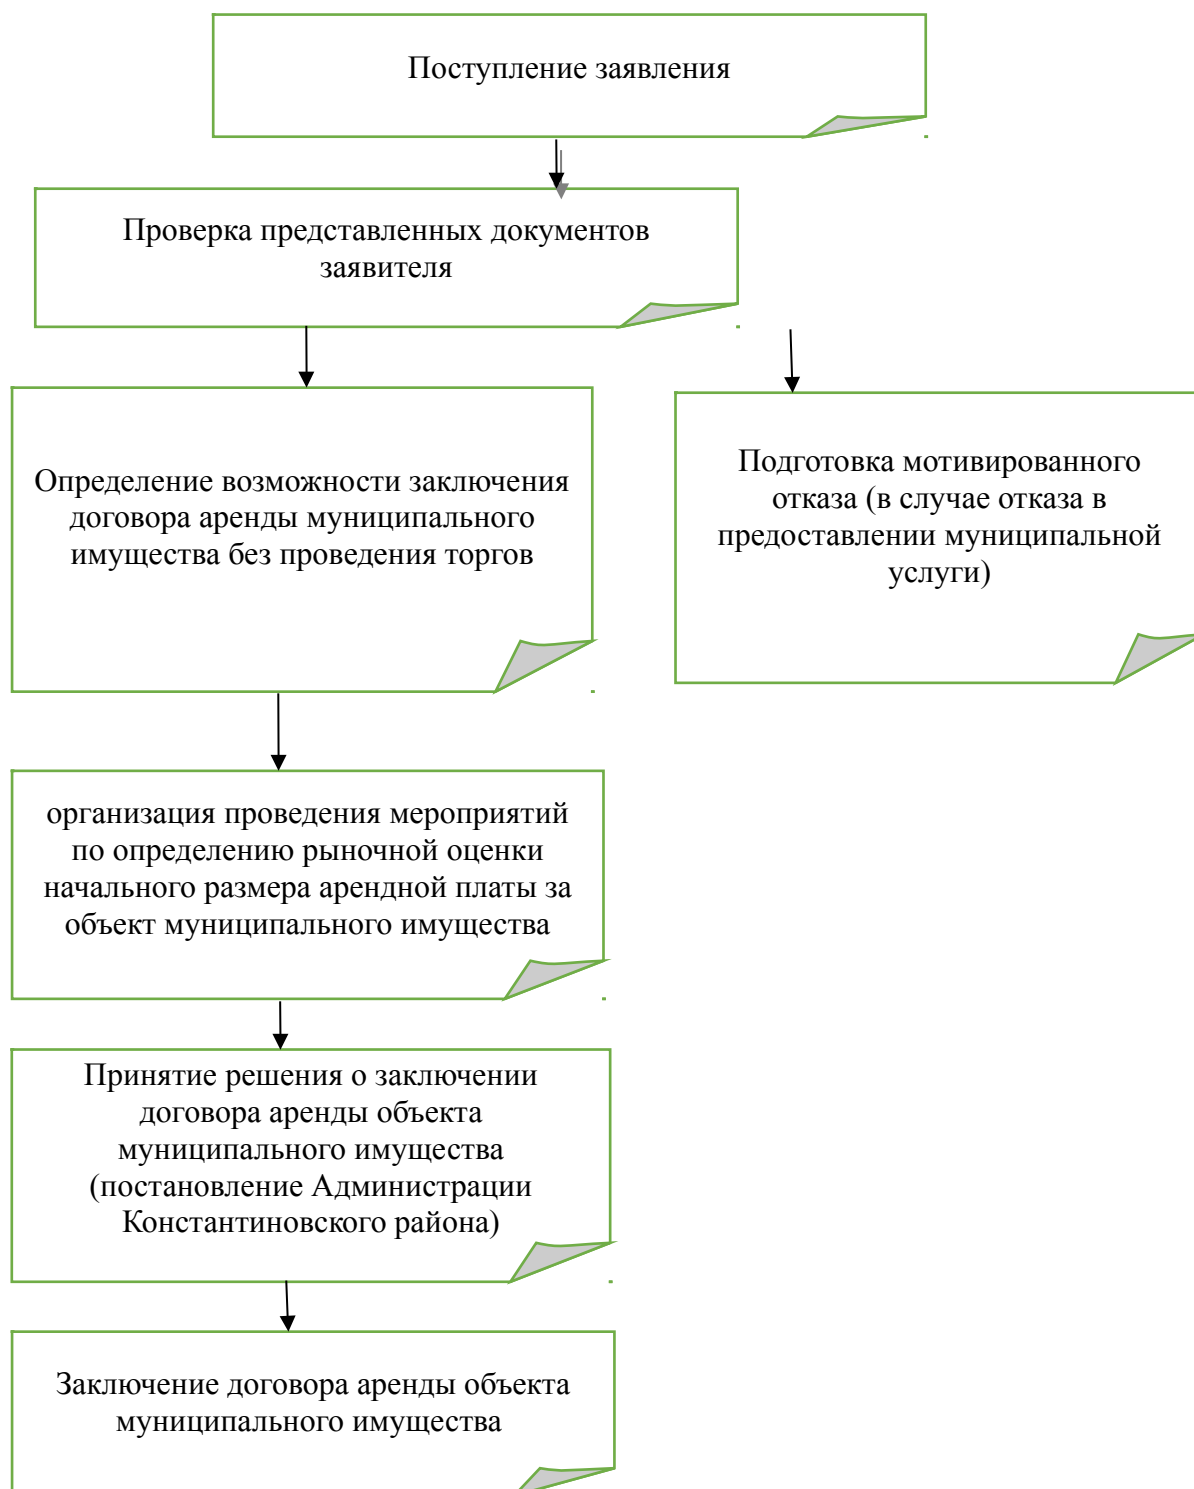 Поступление заявления
Проверка представленных документов
заявителя
Определение возможности заключения
договора аренды муниципального
имущества без проведения торгов
Подготовка мотивированного
отказа (в случае отказа в
предоставлении муниципальной
услуги)
организация проведения мероприятий
по определению рыночной оценки
начального размера арендной платы за
объект муниципального имущества
Принятие решения о заключении
договора аренды объекта
муниципального имущества
(постановление Администрации
Константиновского района)
Заключение договора аренды объекта
муниципального имущества